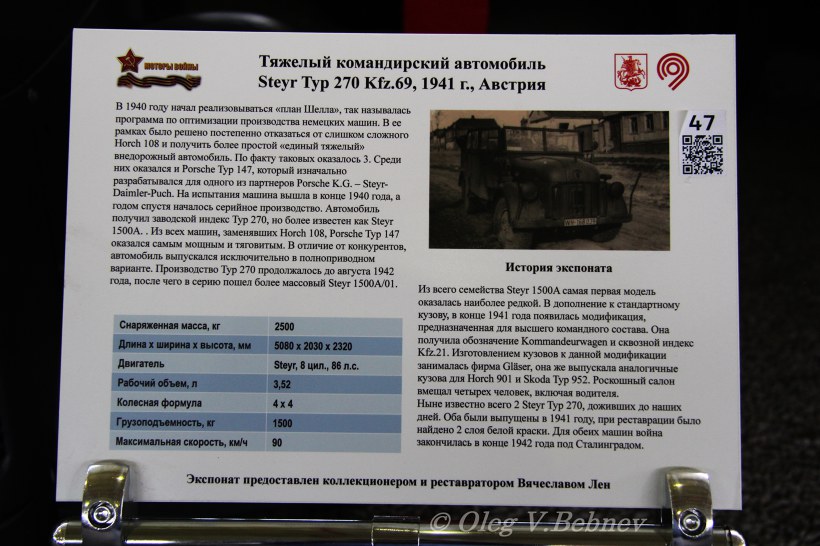 МОТОРЫ ВОЙНЫ
Тяжелый командирский автомобиль
Steyr Typ 270 Kfz.69, 1941 г., Австрия
В 1940 году начал реализовываться «план Шелла», так называлась
программа по оптимизации производства немецких машин. В ее
рамках было решено постепенно отказаться от слишком сложного
Horch 108 и получить более простой «единый тяжелый»
внедорожный автомобиль. По факту таковых оказалось 3. Среди
них оказался и Porsche Typ 147, который изначально
разрабатывался для одного из партнеров Porsche K.G. – Steyr-
Daimler-Puch. На испытания машина вышла в конце 1940 года, а
годом спустя началось серийное производство. Автомобиль
получил заводской индекс Typ 270, но более известен как Steyr
1500A. . Из всех машин, заменявших Horch 108, Porsche Typ 147
оказался самым мощным и тяговитым. В отличие от конкурентов,
автомобиль выпускался исключительно в полноприводном
варианте. Производство Typ 270 продолжалось до августа 1942
года, после чего в серию пошел более массовый Steyr 1500A/01.
Снаряженная масса, кг 2500
Длина х ширина х высота, мм 5080 х 2030 х 2320
Двигатель Steyr, 8 цил., 86 л.с.
Рабочий объем, л 3,52
Колесная формула 4 х 4
Грузоподъемность, кг 1500
Максимальная скорость, км/ч 90
47
История экспоната
Из всего семейства Steyr 1500A самая первая модель
оказалась наиболее редкой. В дополнение к стандартному
кузову, в конце 1941 года появилась модификация,
предназначенная для высшего командного состава. Она
получила обозначение Kommandeurwagen и сквозной индекс
Kfz.21. Изготовлением кузовов к данной модификации
занималась фирма Gläser, она же выпускала аналогичные
кузова для Horch 901 и Skoda Typ 952. Роскошный салон
вмещал четырех человек, включая водителя.
Ныне известно всего 2 Steyr Typ 270, доживших до наших
дней. Оба были выпущены в 1941 году, при реставрации было
найдено 2 слоя белой краски. Для обеих машин война
закончилась в конце 1942 года под Сталинградом.
Экспонат предоставлен коллекционером и реставратором Вячеславом Лен
© Oleg V.Bebnev